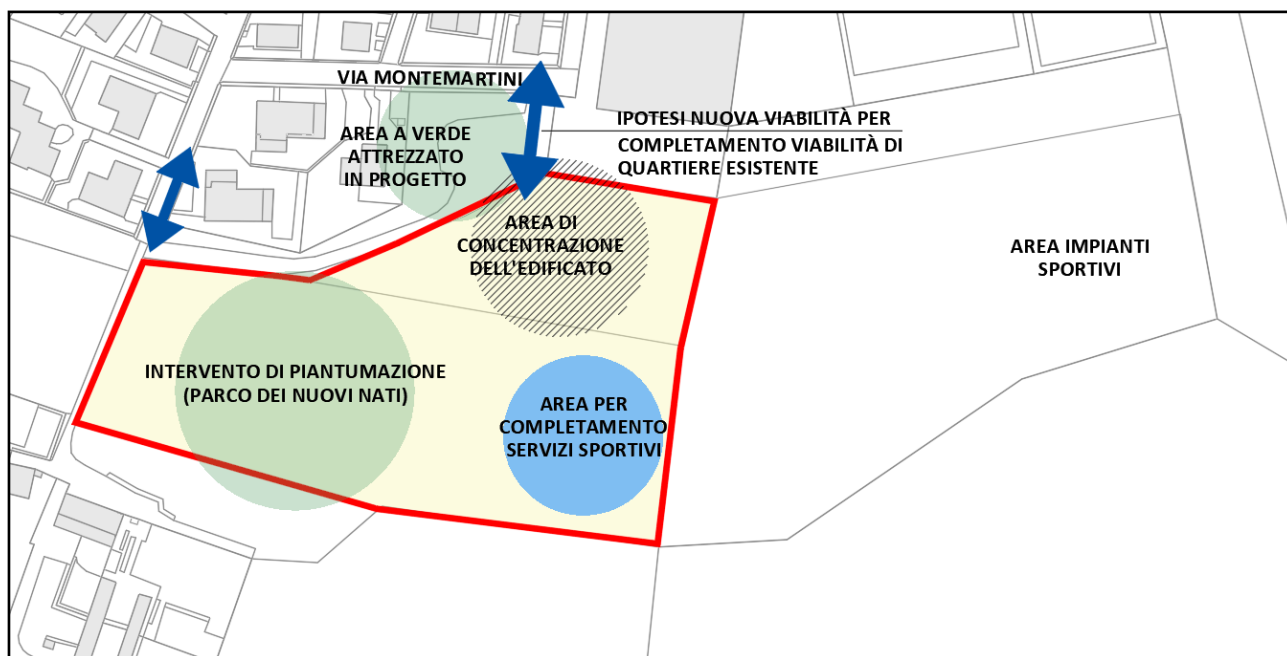 VIA MONTEMARTINI
AREA A VERDE
ATTREZZATO
IN PROGETTO
IPOTESI NUOVA VIABILITÀ PER
COMPLETAMENTO VIABILITÀ DI
QUARTIERE ESISTENTE
AREA DI
CONCENTRAZIONE
DELL'EDIFICATO
AREA IMPIANTI
SPORTIVI
INTERVENTO DI PIANTUMAZIONE
(PARCO DEI NUOVI NATI)
AREA PER
COMPLETAMENTO
SERVIZI SPORTIVI